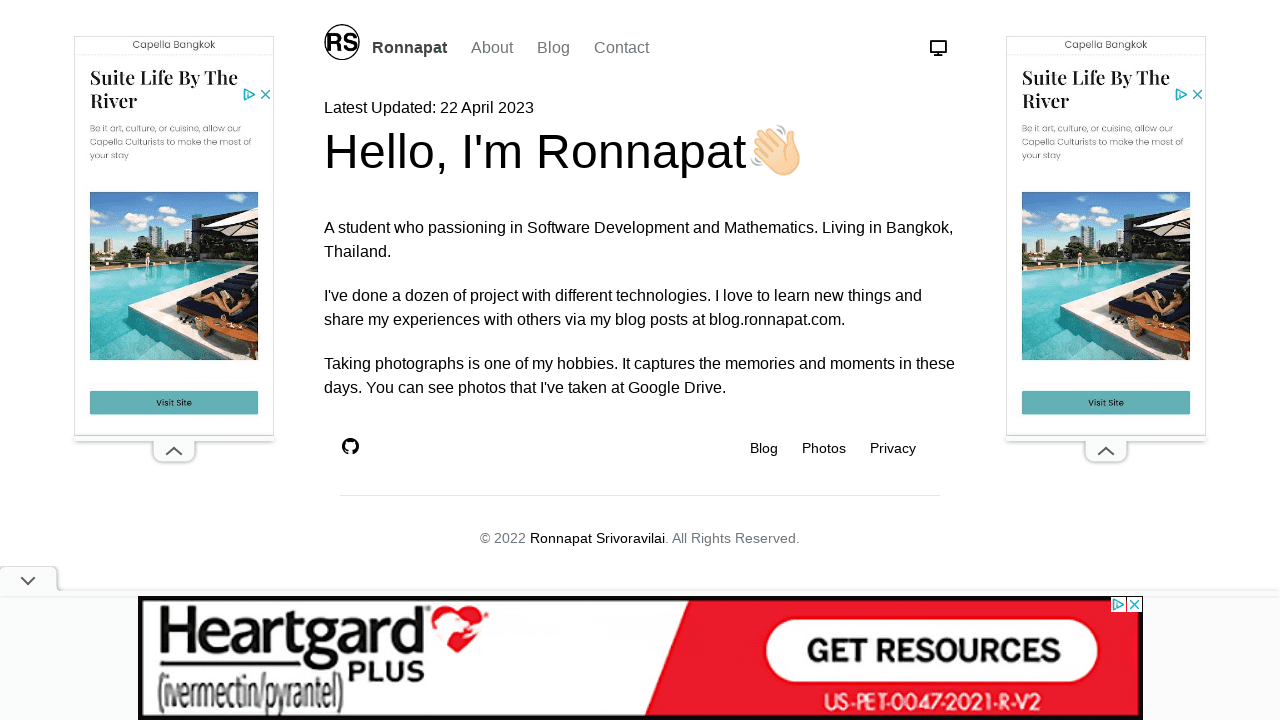 RS
Ronnapat About Blog Contact
Capella Bangkok
Suite Life By The
River
Be it art, culture, or cuisine, allow our
Capella Culturists to make the most of
your stay
Visit Site
Latest Updated: 22 April 2023
Hello, I'm Ronnapat👋🏻
A student who passioning in Software Development and Mathematics. Living in Bangkok,
Thailand.
I've done a dozen of project with different technologies. I love to learn new things and
share my experiences with others via my blog posts at blog.ronnapat.com.
Taking photographs is one of my hobbies. It captures the memories and moments in these
days. You can see photos that I've taken at Google Drive.
Blog Photos Privacy
© 2022 Ronnapat Srivoravilai. All Rights Reserved.
Capella Bangkok
Suite Life By The
River
Be it art, culture, or cuisine, allow our
Capella Culturists to make the most of
your stay
Visit Site
Heartgard
PLUS
(ivermectin/pyrantel)
GET RESOURCES
US-PET-0047-2021-R-V2